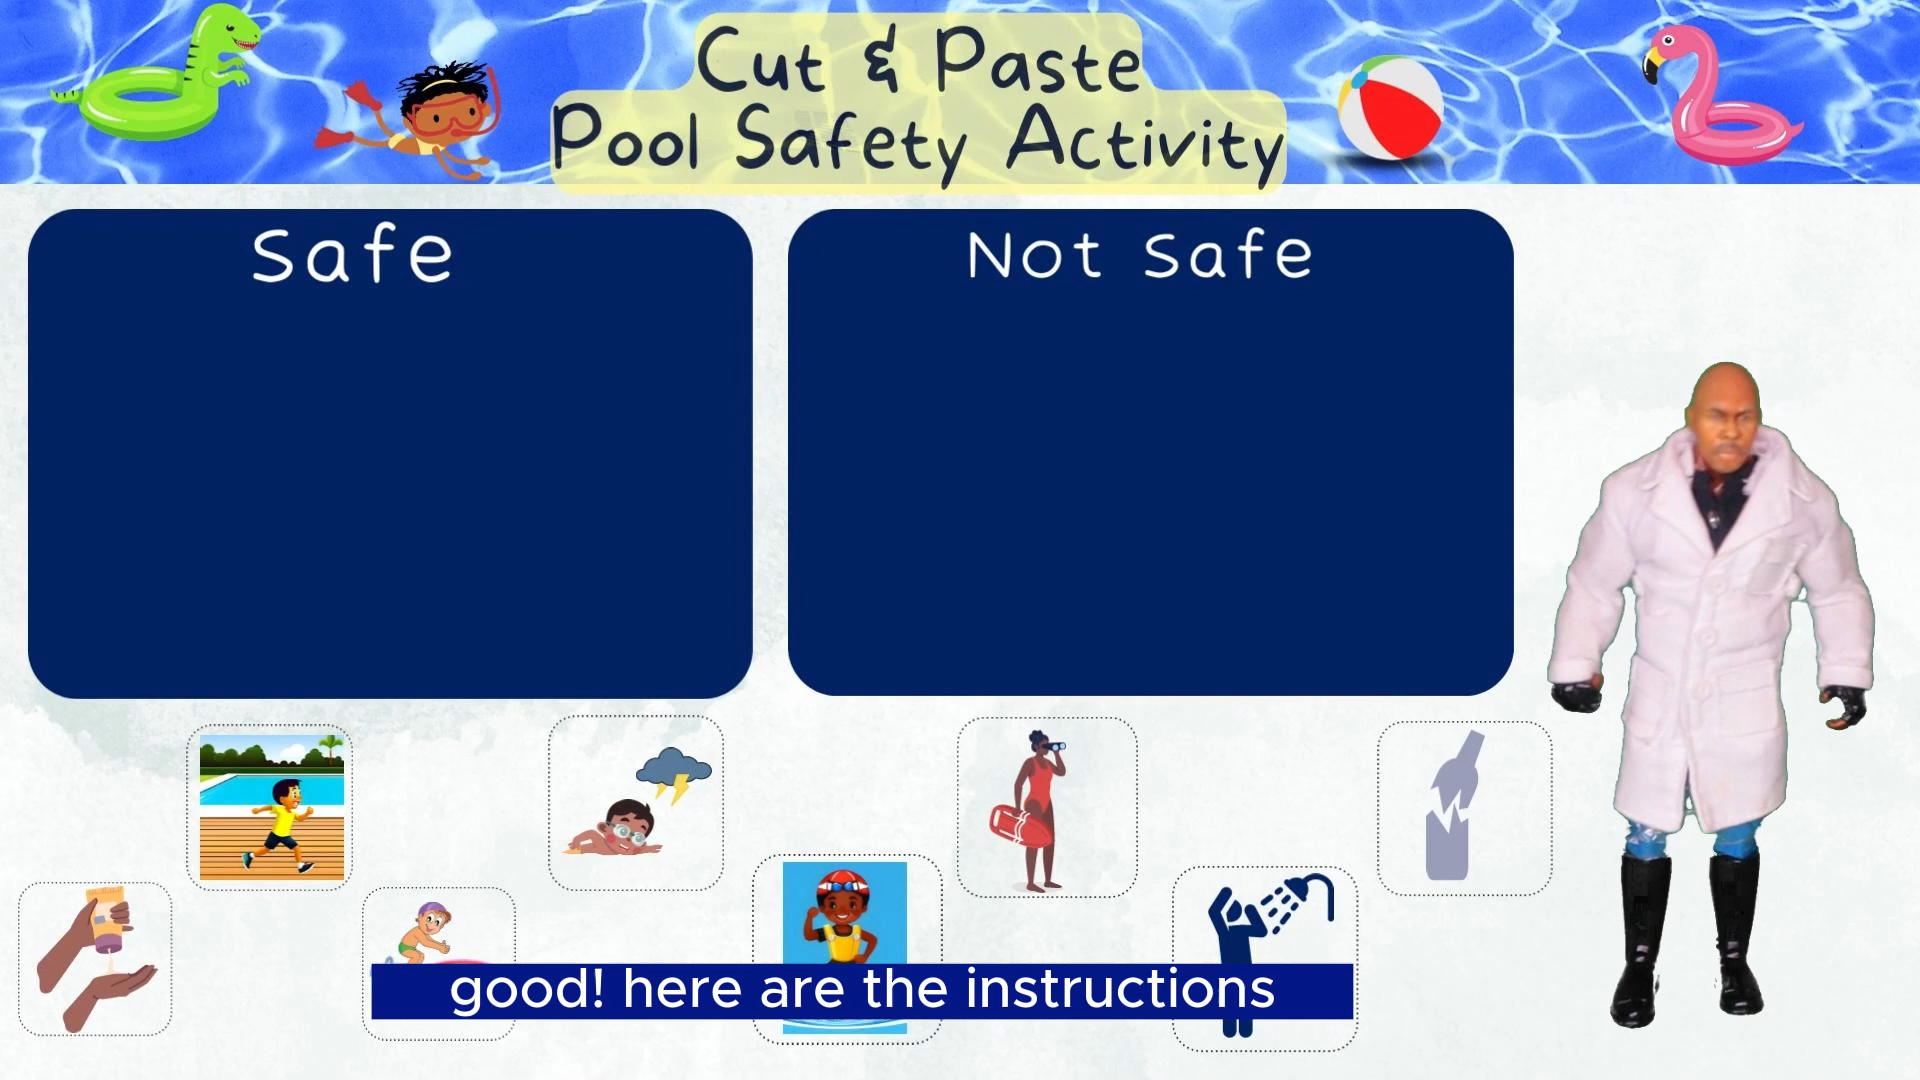 Cut & Paste
Pool Safety Activity
Safe
Not Safe
good! here are the instructions